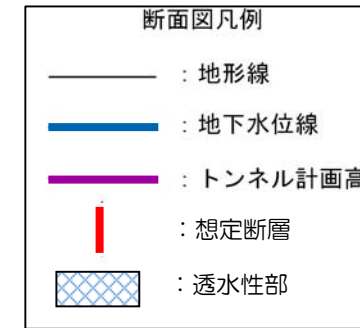 断面図凡例
：地形線
：地下水位線
：トンネル計画高
：想定断層
：透水性部